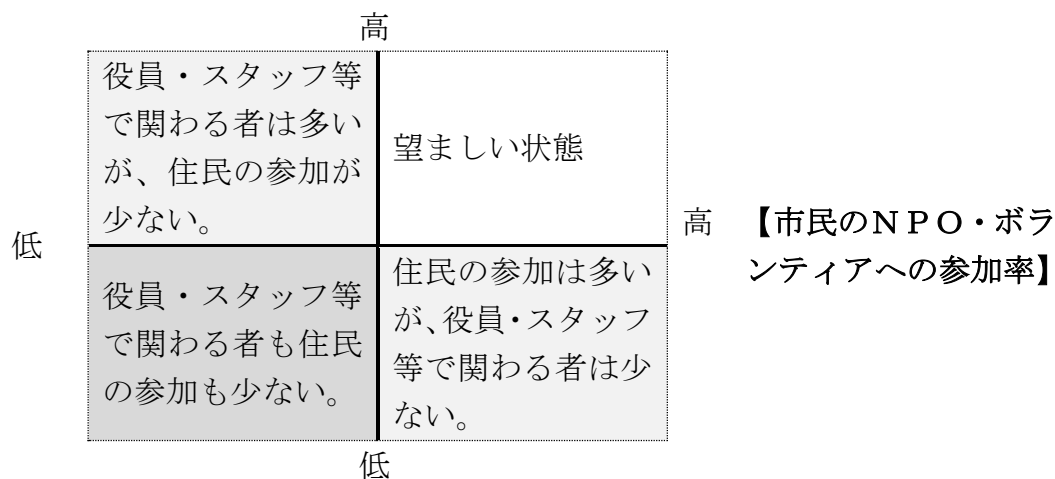 高
役員・スタッフ等
で関わる者は多い
が、住民の参加が
少ない。
望ましい状態
低
高
【市民のＮＰＯ・ボラ
ンティアへの参加率】
役員・スタッフ等
で関わる者も住民
の参加も少ない。
住民の参加は多い
が、役員・スタッフ
等で関わる者は少
ない。
低